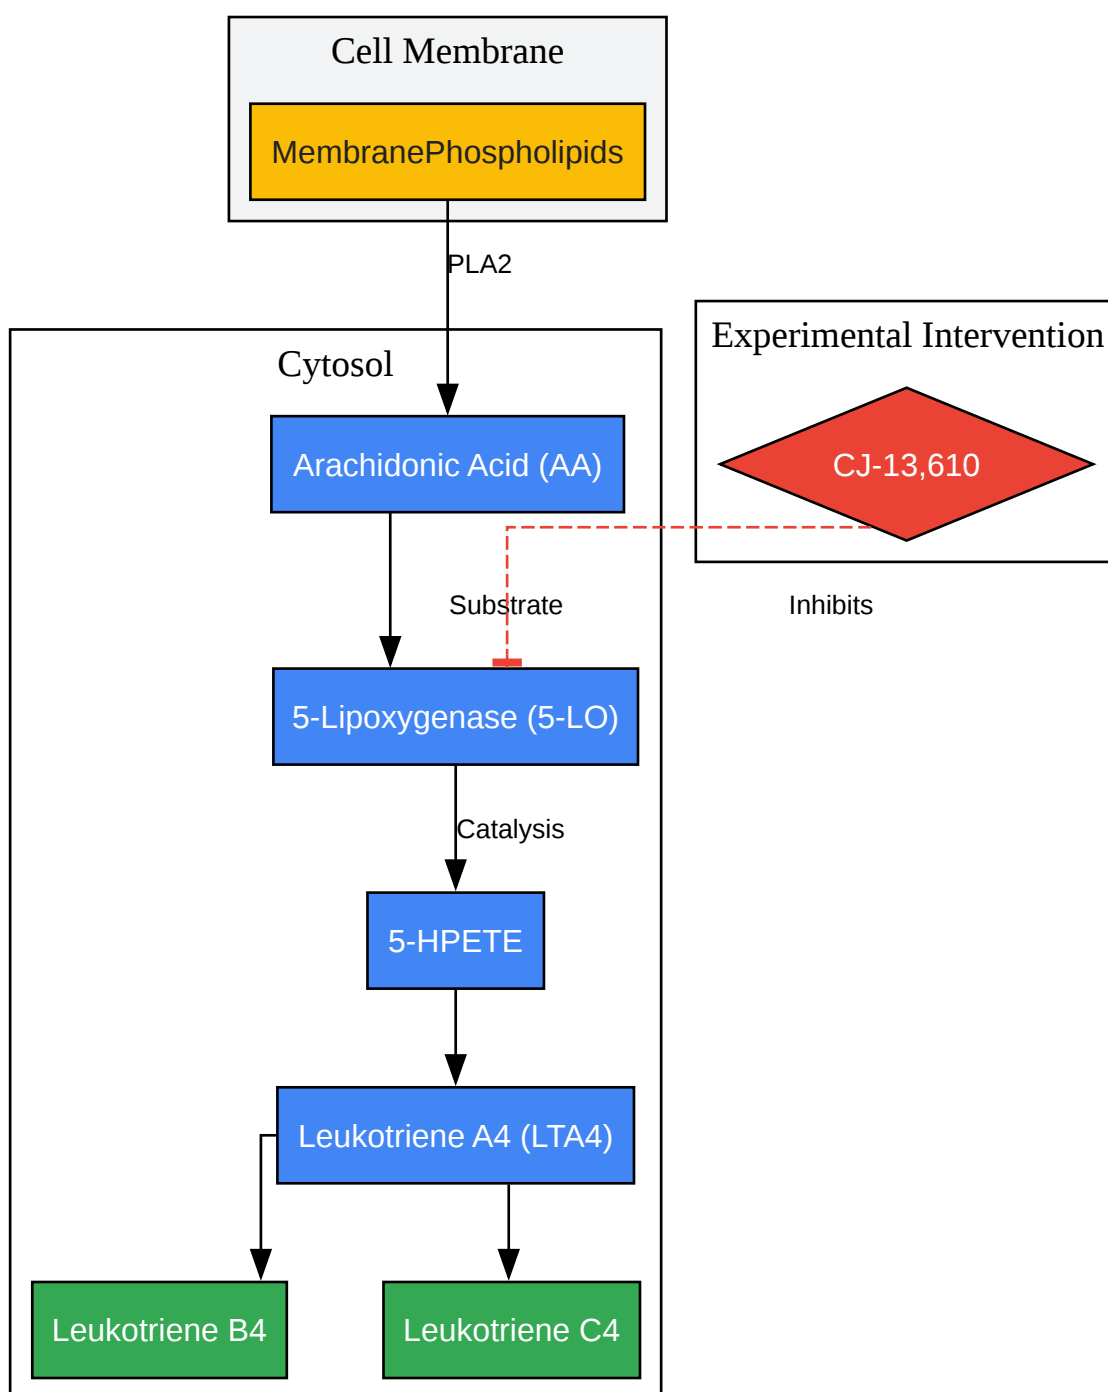 Cell Membrane
MembranePhospholipids
PLA2
Experimental Intervention
Cytosol
Arachidonic Acid (AA)
CJ-13,610
Substrate
Inhibits
5-Lipoxygenase (5-LO)
Catalysis
5-HPETE
Leukotriene A4 (LTA4)
Leukotriene B4
Leukotriene C4